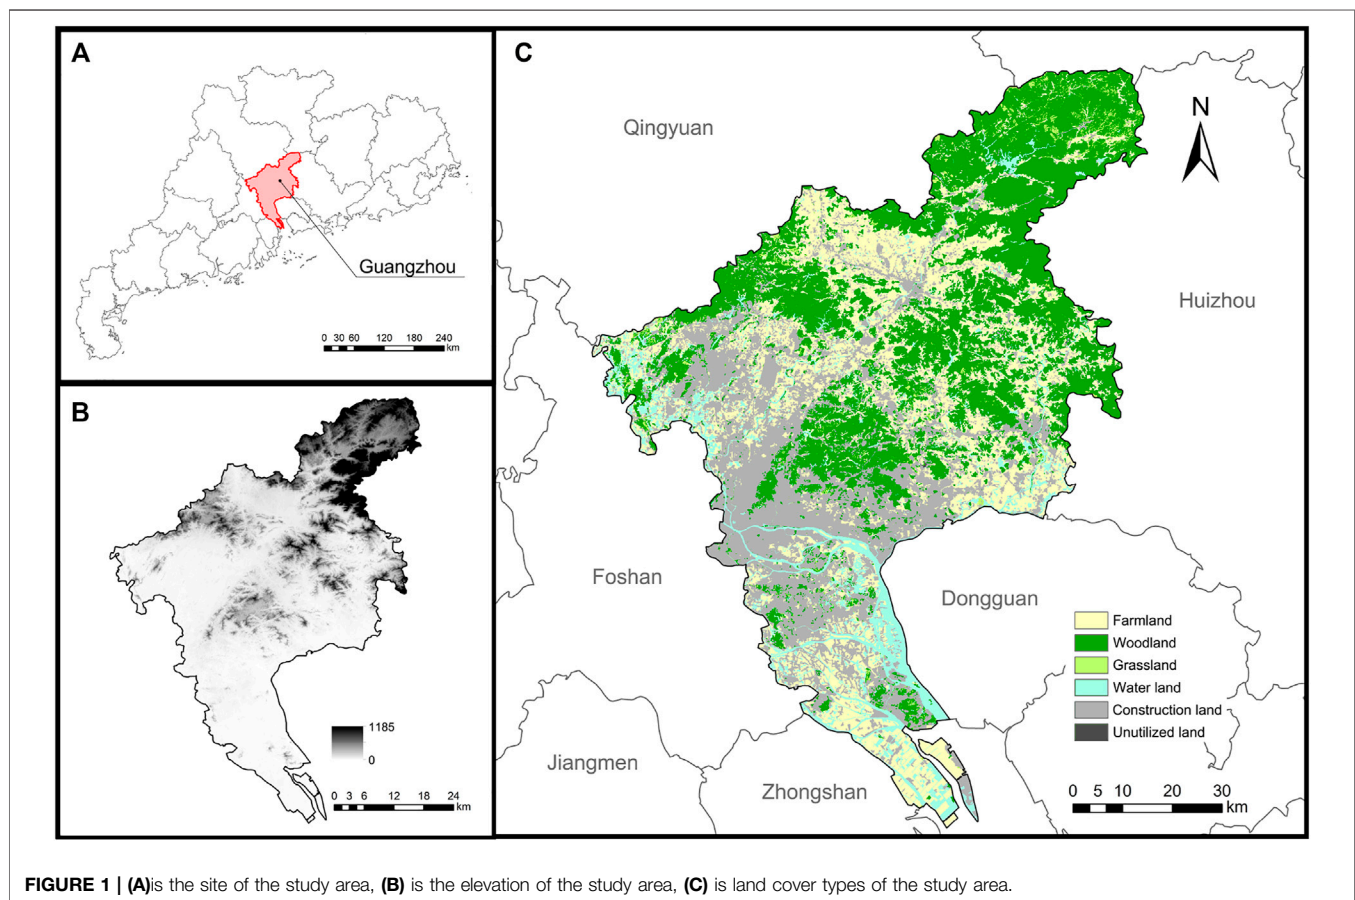 A
Guangzhou
0 30 60 120 180 240
km
B
1185
0
0 3 6 12 18 24
km
C
N
Qingyuan
Huizhou
Foshan
Dongguan
Jiangmen
Zhongshan
Farmland
Woodland
Grassland
Water land
Construction land
Unutilized land
0 5 10 20 30
km
FIGURE 1 | (A)is the site of the study area, (B) is the elevation of the study area, (C) is land cover types of the study area.